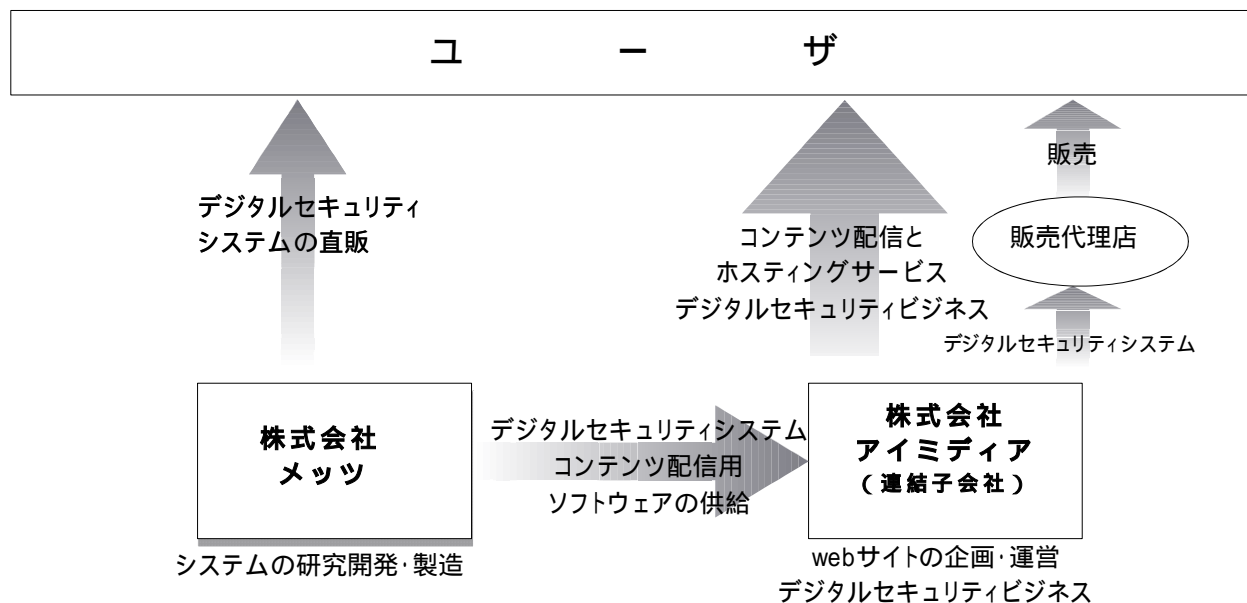 ユーザ
販売
デジタルセキュリティ
システムの直販
コンテンツ配信と
ホスティングサービス
デジタルセキュリティビジネス
販売代理店
デジタルセキュリティシステム
株式会社
メッツ
デジタルセキュリティシステム
コンテンツ配信用
ソフトウェアの供給
株式会社
アイミディア
(連結子会社)
システムの研究開発・製造
webサイトの企画・運営
デジタルセキュリティビジネス